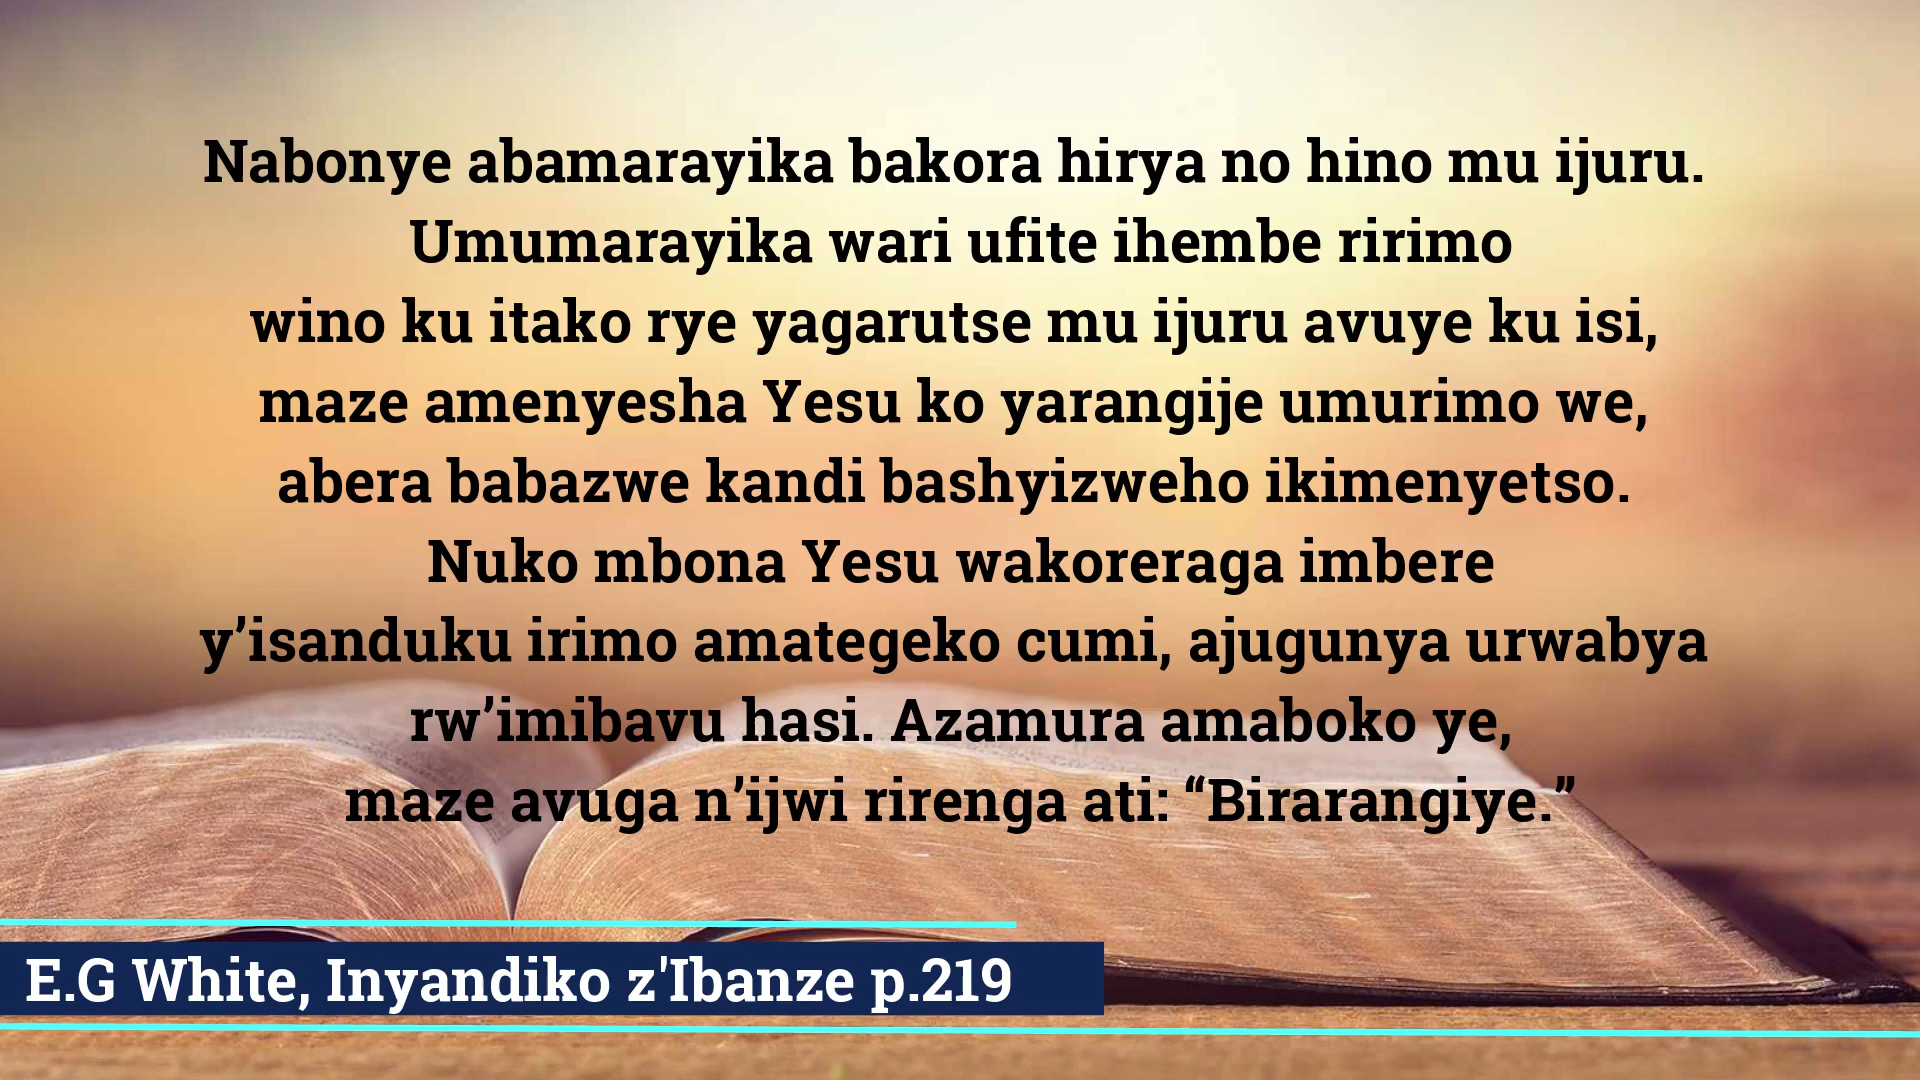 Nabonye abamarayika bakora hirya no hino mu ijuru.
Umumarayika wari ufite ihembe ririmo
wino ku itako rye yagarutse mu ijuru avuye ku isi,
maze amenyesha Yesu ko yarangije umurimo we,
abera babazwe kandi bashyizweho ikimenyetso.
Nuko mbona Yesu wakoreraga imbere
y’isanduku irimo amategeko cumi, ajugunya urwabya
rw’imibavu hasi. Azamura amaboko ye,
maze avuga n’ijwi rirenga ati: “Birarangiye.”
E.G White, Inyandiko z'Ibanze p.219